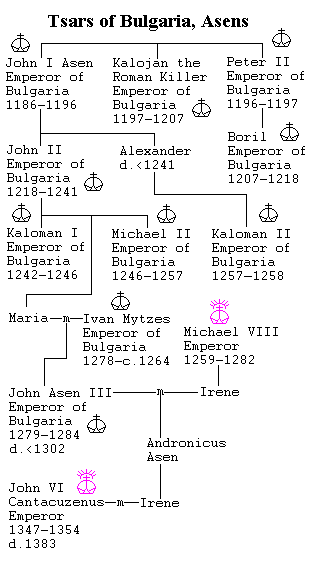 Tsars of Bulgaria, Asens
John I Asen
Emperor of
Bulgaria
1186–1196
Kalojan the
Roman Killer
Emperor of
Bulgaria
1197–1207
Peter II
Emperor of
Bulgaria
1196–1197
John II
Emperor of
Bulgaria
1218–1241
Alexander
d.<1241
Boril
Emperor of
Bulgaria
1207–1218
Kaloman I
Emperor of
Bulgaria
1242–1246
Michael II
Emperor of
Bulgaria
1246–1257
Kaloman II
Emperor of
Bulgaria
1257–1258
Maria—m—Ivan Mytzes
Emperor of
Bulgaria
1278–c.1264
Michael VIII
Emperor
1259–1282
John Asen III—m—Irene
Emperor of
Bulgaria
1279–1284
d.<1302
Andronicus
Asen
John VI
Cantacuzenus—m—Irene
Emperor
1347–1354
d.1383